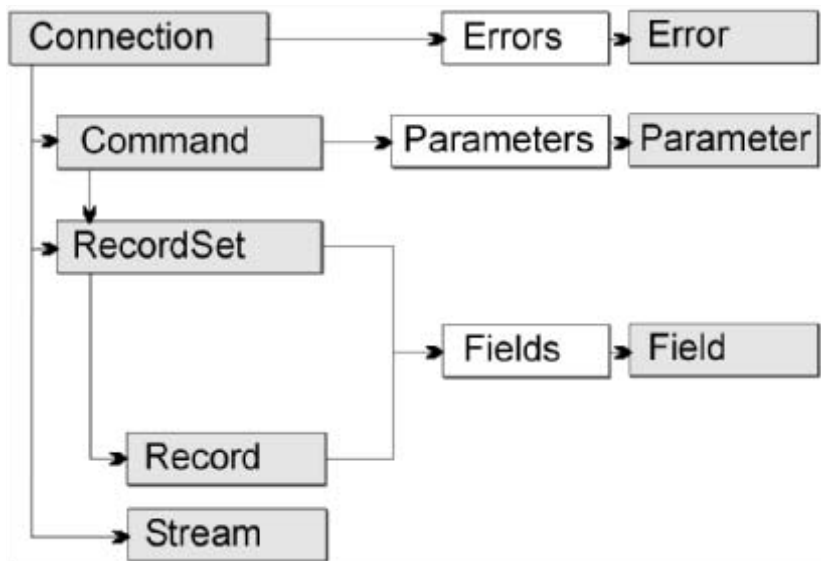 Connection
Errors
Error
Command
Parameters
Parameter
RecordSet
Fields
Field
Record
Stream